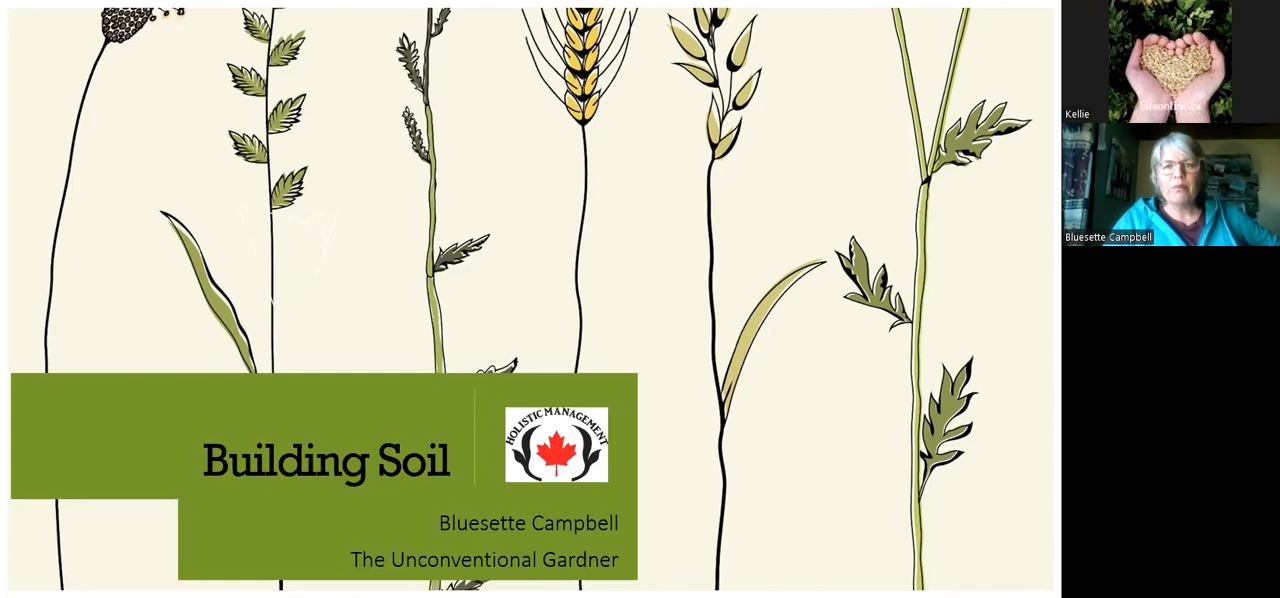 Building Soil
HOLISTIC MANAGEMENT
Bluesette Campbell
The Unconventional Gardner
Kellie
Bluesette Campbell